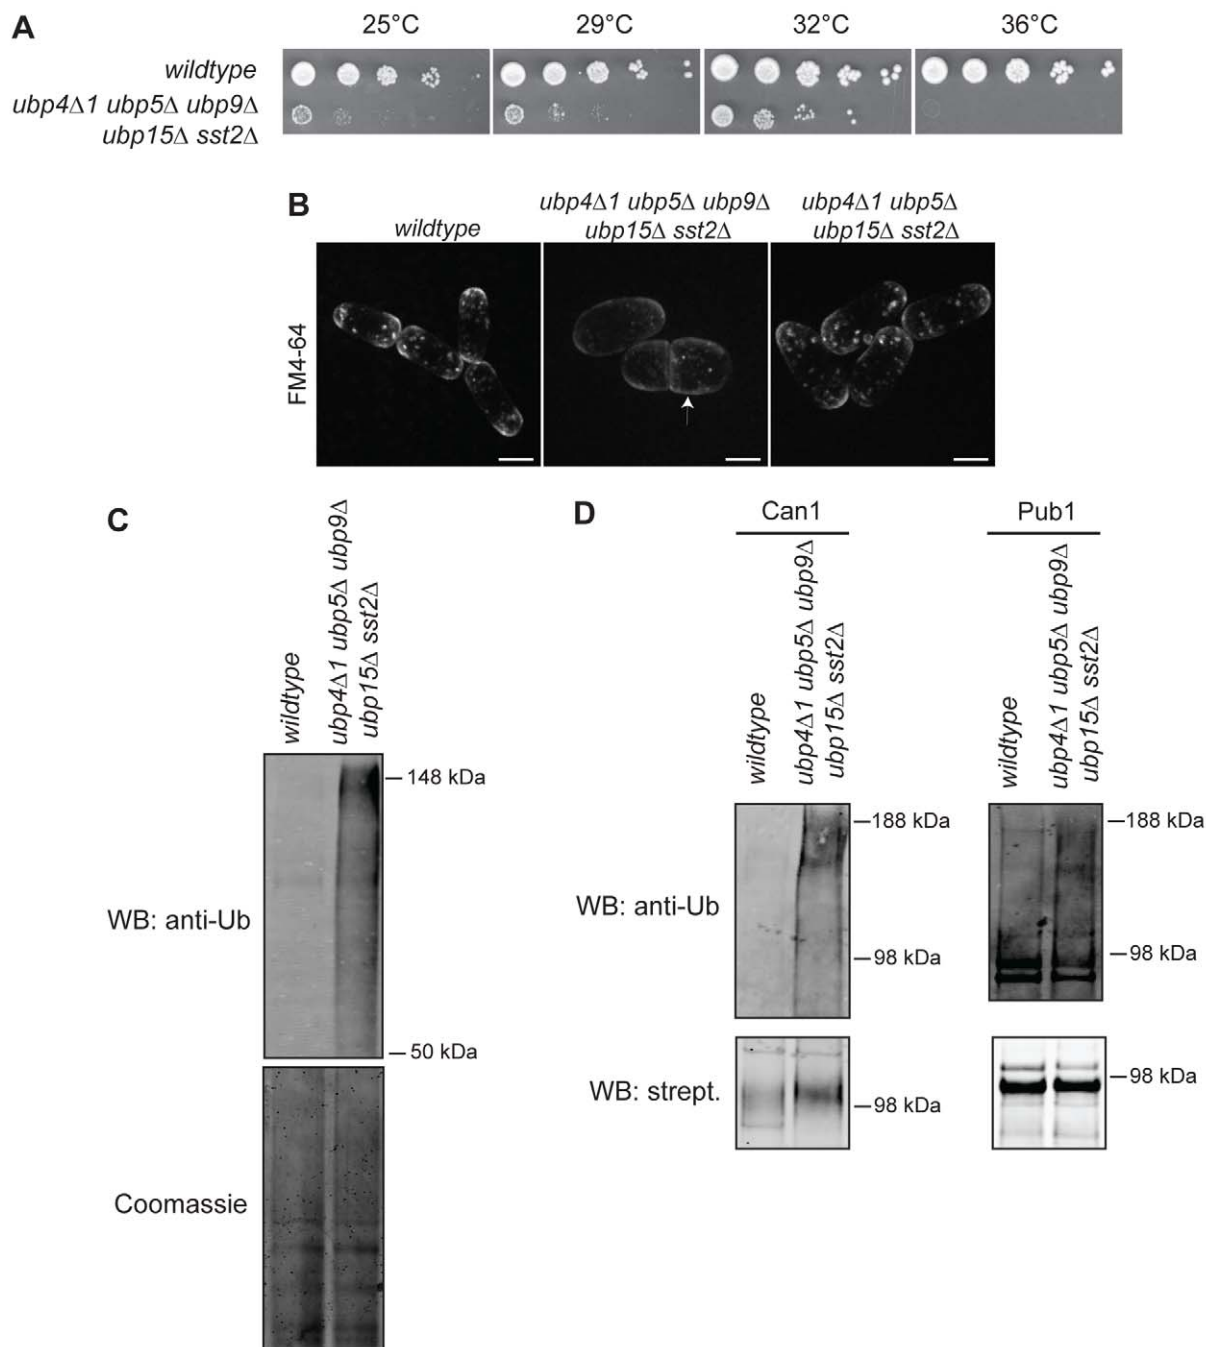 A
25°C 29°C 32°C 36°C
wildtype
ubp4Δ1 ubp5Δ ubp9Δ
ubp15Δ sst2Δ
B
wildtype
ubp4Δ1 ubp5Δ ubp9Δ
ubp15Δ sst2Δ
ubp4Δ1 ubp5Δ
ubp15Δ sst2Δ
FM4-64
C
wildtype
ubp4Δ1 ubp5Δ ubp9Δ
ubp15Δ sst2Δ
148 kDa
WB: anti-Ub
50 kDa
Coomassie
D
Can1
Pub1
wildtype
ubp4Δ1 ubp5Δ ubp9Δ
ubp15Δ sst2Δ
wildtype
ubp4Δ1 ubp5Δ ubp9Δ
ubp15Δ sst2Δ
188 kDa
188 kDa
WB: anti-Ub
98 kDa
98 kDa
WB: strept.
98 kDa
98 kDa